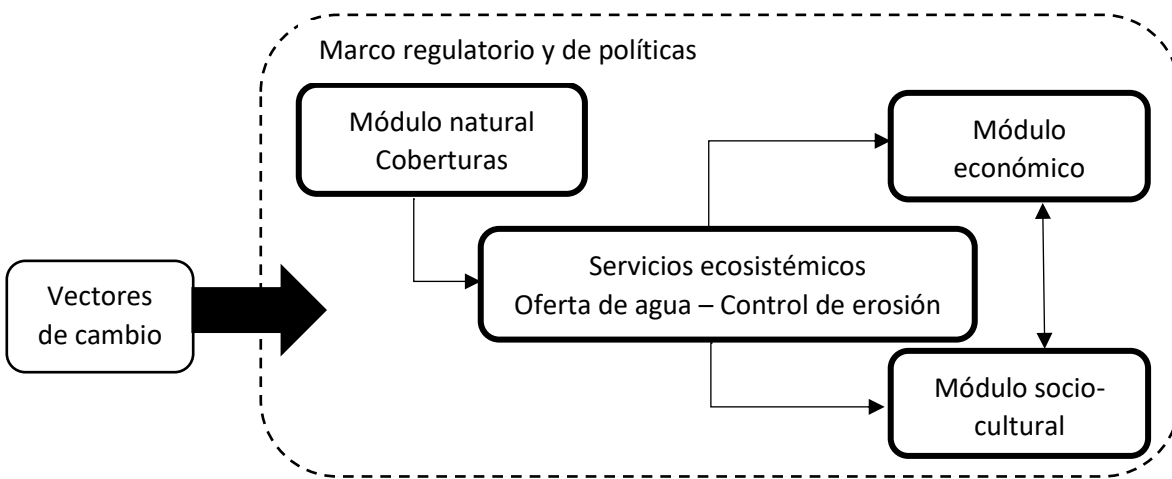 Marco regulatorio y de políticas
Módulo natural
Coberturas
Módulo
económico
Servicios ecosistémicos
Oferta de agua – Control de erosión
Vectores
de cambio
Módulo socio-
cultural